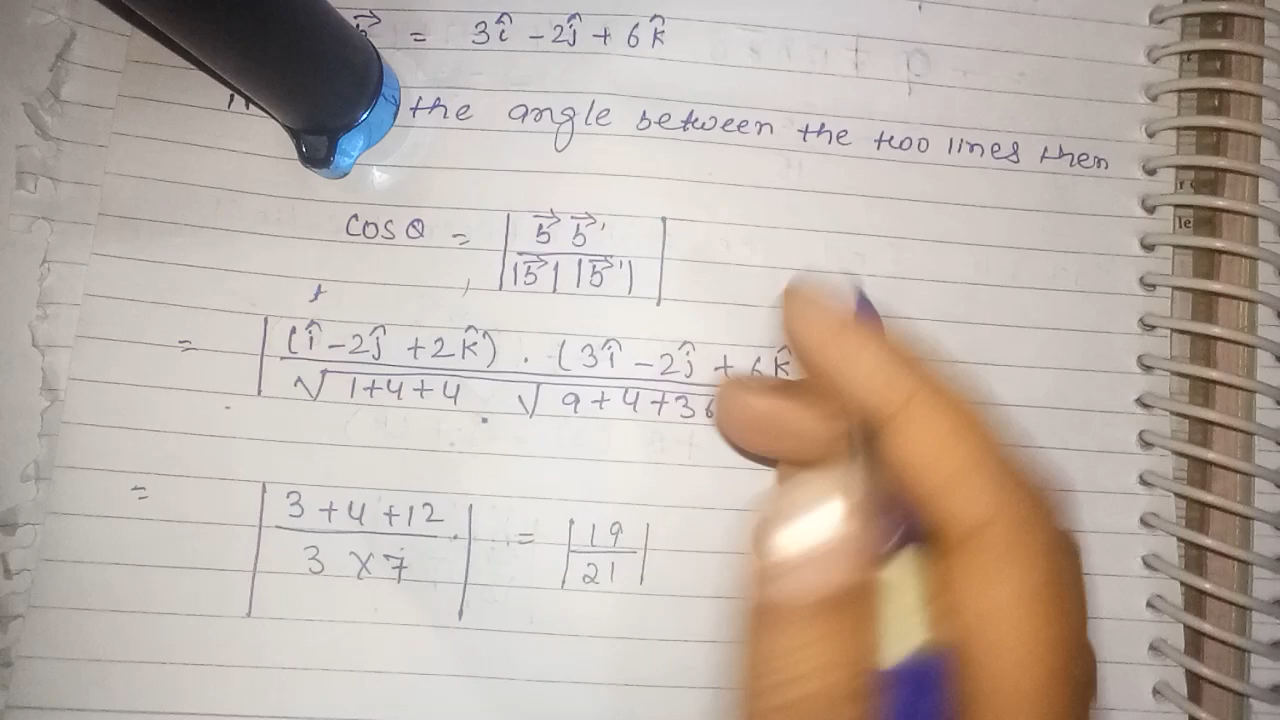 = 3î - 2ĵ + 6k̂
the angle between the two lines then
cos θ = | b⃗ b⃗' / |b⃗| |b⃗'| |
= | (î - 2ĵ + 2k̂) . (3î - 2ĵ + 6k̂ / √1+4+4 . √9+4+36
= | 3+4+12 / 3 x 7 | = | 19 / 21 |